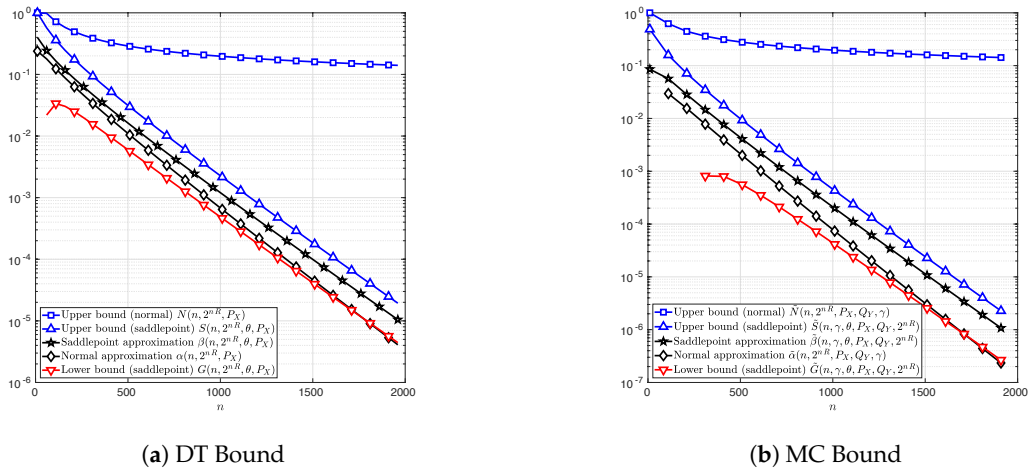 10^0
10^-1
10^-2
10^-3
10^-4
10^-5
10^-6
Upper bound (normal) N(n, 2^{nR}, P_X)
Upper bound (saddlepoint) S(n, 2^{nR}, θ, P_X)
Saddlepoint approximation β(n, 2^{nR}, θ, P_X)
Normal approximation α(n, 2^{nR}, P_X)
Lower bound (saddlepoint) G(n, 2^{nR}, θ, P_X)
0 500 1000 1500 2000
n
(a) DT Bound
10^0
10^-1
10^-2
10^-3
10^-4
10^-5
10^-6
10^-7
Upper bound (normal) Ñ(n, 2^{nR}, P_X, Q_Y, γ)
Upper bound (saddlepoint) S̃(n, γ, θ, P_X, Q_Y, 2^{nR})
Saddlepoint approximation β̃(n, γ, θ, P_X, Q_Y, 2^{nR})
Normal approximation α̃(n, 2^{nR}, P_X, Q_Y, γ)
Lower bound (saddlepoint) G̃(n, γ, θ, P_X, Q_Y, 2^{nR})
0 500 1000 1500 2000
n
(b) MC Bound